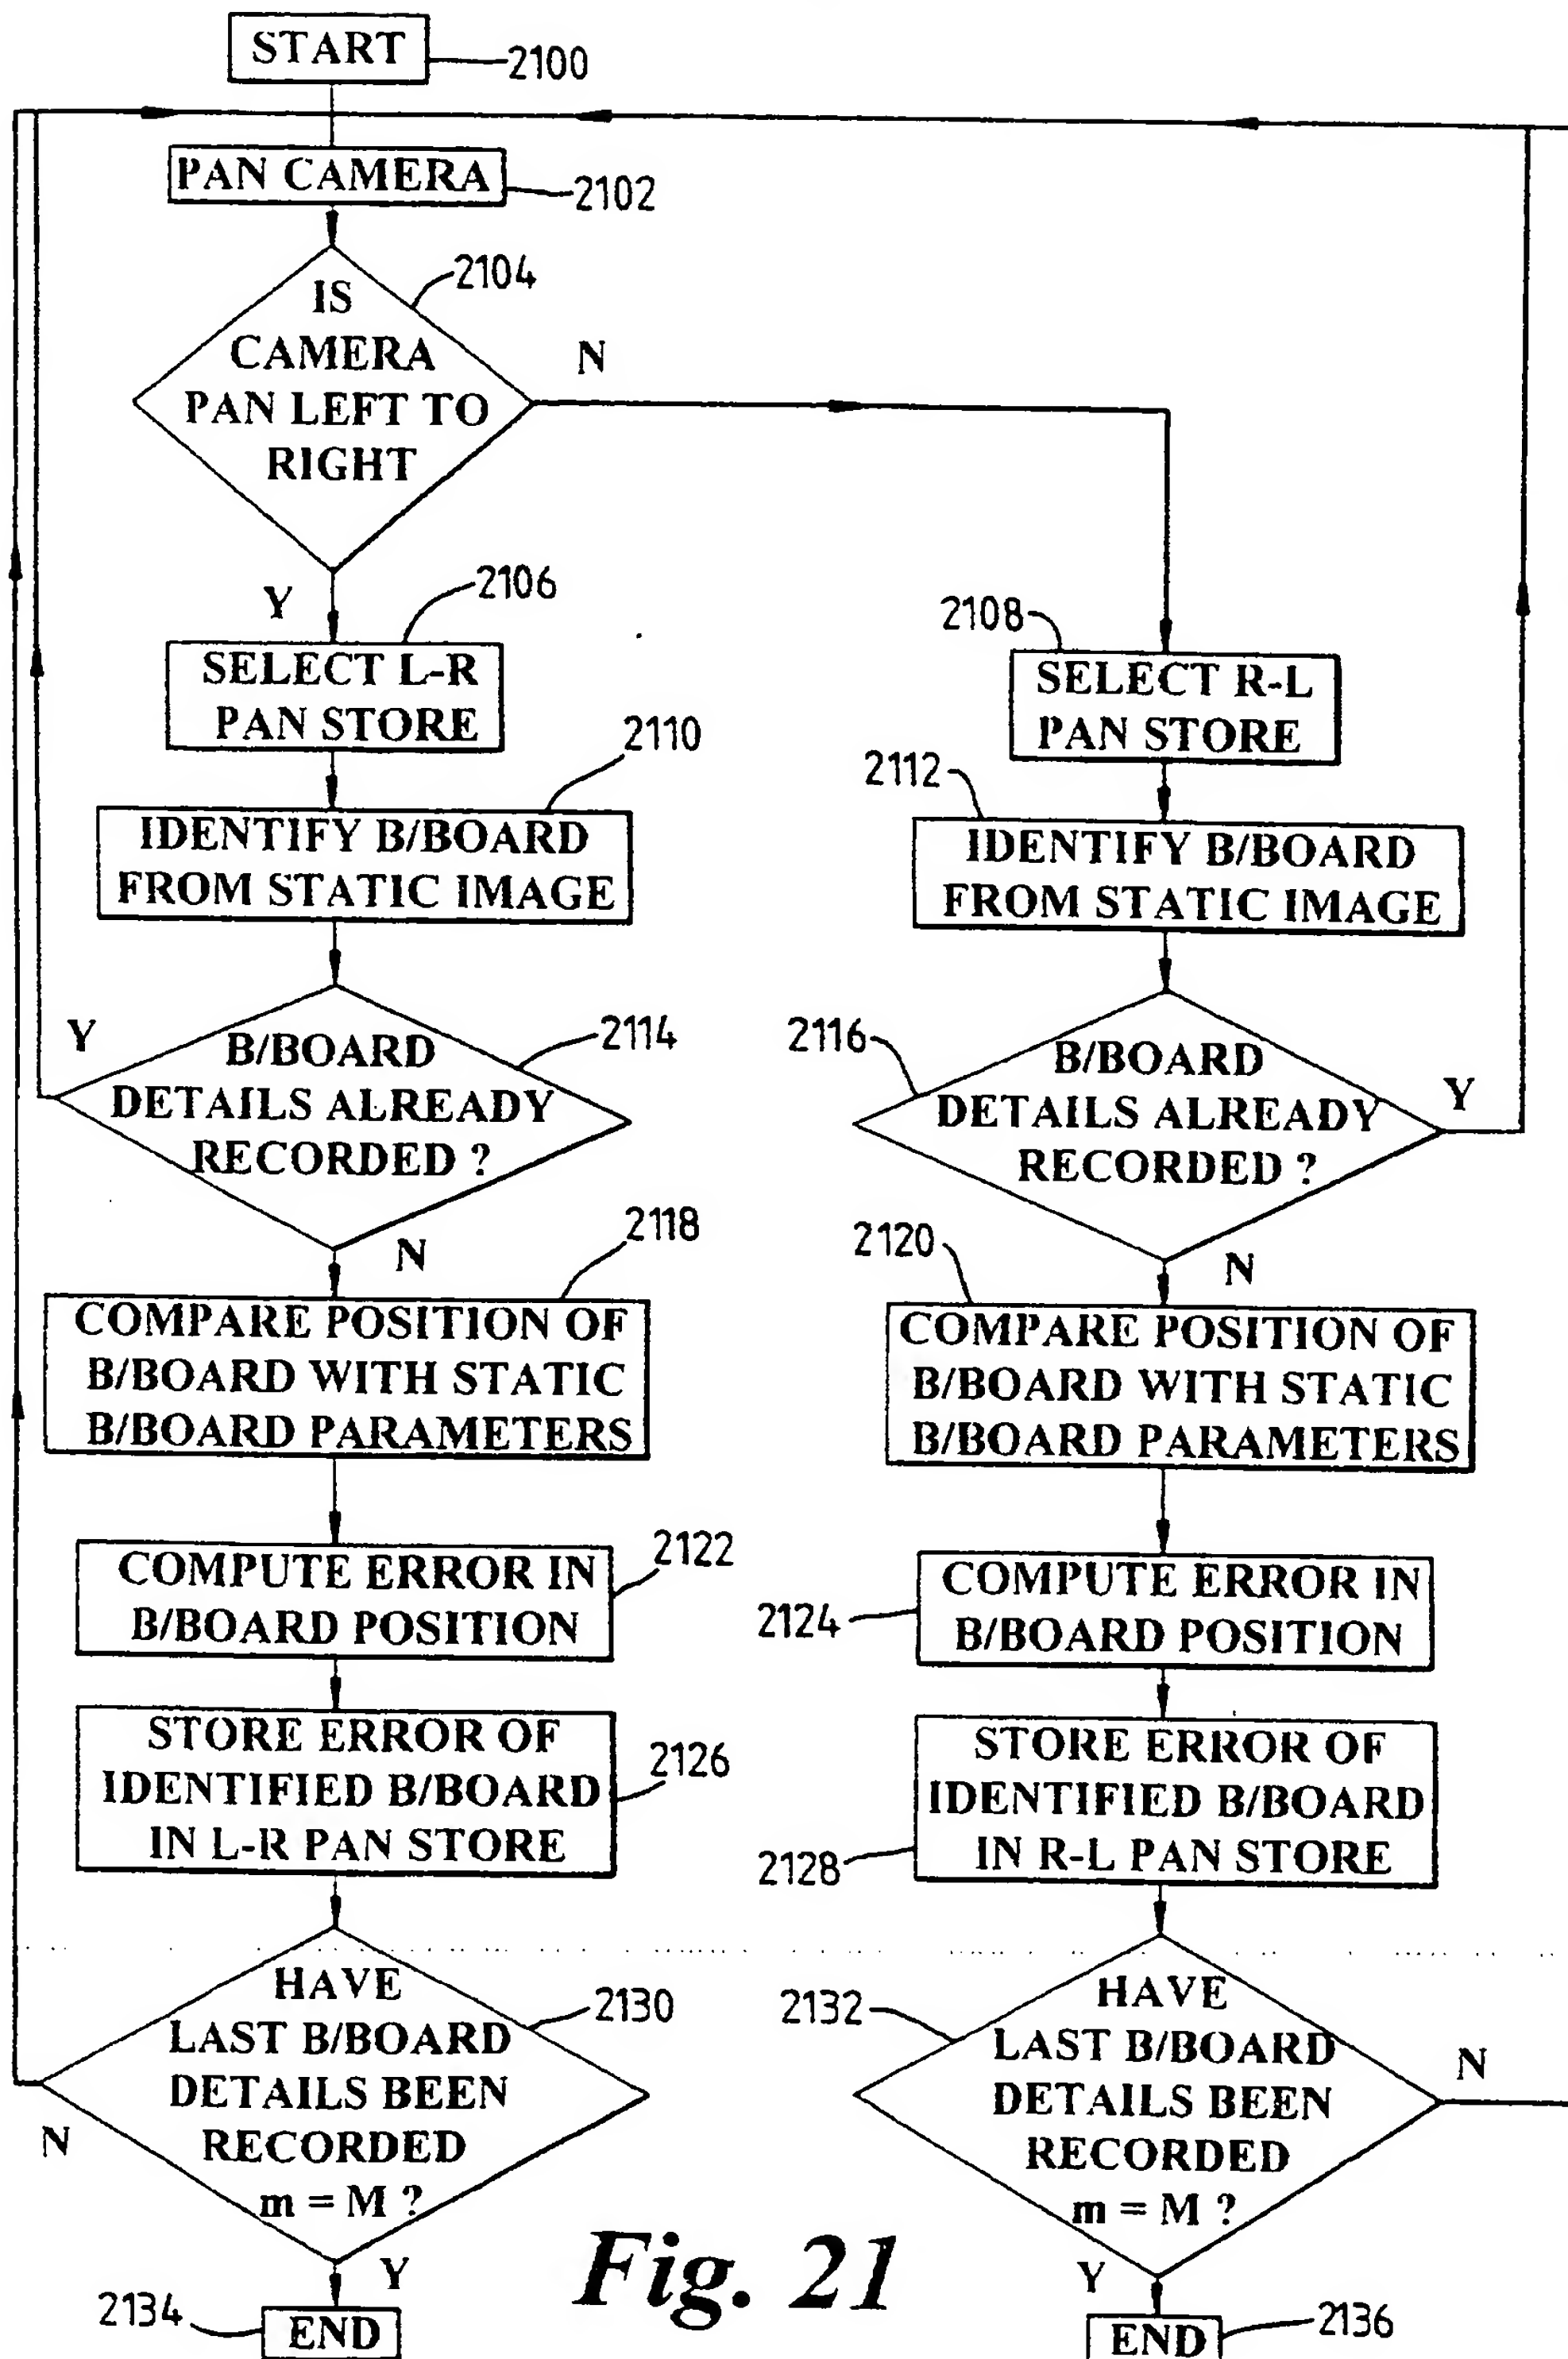 START
2100
PAN CAMERA
2102
IS
CAMERA
PAN LEFT TO
RIGHT
2104
N
Y
2106
SELECT L-R
PAN STORE
2108
SELECT R-L
PAN STORE
2110
IDENTIFY B/BOARD
FROM STATIC IMAGE
2112
IDENTIFY B/BOARD
FROM STATIC IMAGE
Y
B/BOARD
DETAILS ALREADY
RECORDED ?
2114
N
2116
B/BOARD
DETAILS ALREADY
RECORDED ?
Y
N
2118
COMPARE POSITION OF
B/BOARD WITH STATIC
B/BOARD PARAMETERS
2120
COMPARE POSITION OF
B/BOARD WITH STATIC
B/BOARD PARAMETERS
COMPUTE ERROR IN
B/BOARD POSITION
2122
2124
COMPUTE ERROR IN
B/BOARD POSITION
STORE ERROR OF
IDENTIFIED B/BOARD
IN L-R PAN STORE
2126
STORE ERROR OF
IDENTIFIED B/BOARD
IN R-L PAN STORE
2128
HAVE
LAST B/BOARD
DETAILS BEEN
RECORDED
m = M ?
2130
N
Y
2132
HAVE
LAST B/BOARD
DETAILS BEEN
RECORDED
m = M ?
N
Y
2134
END
Fig. 21
END
2136